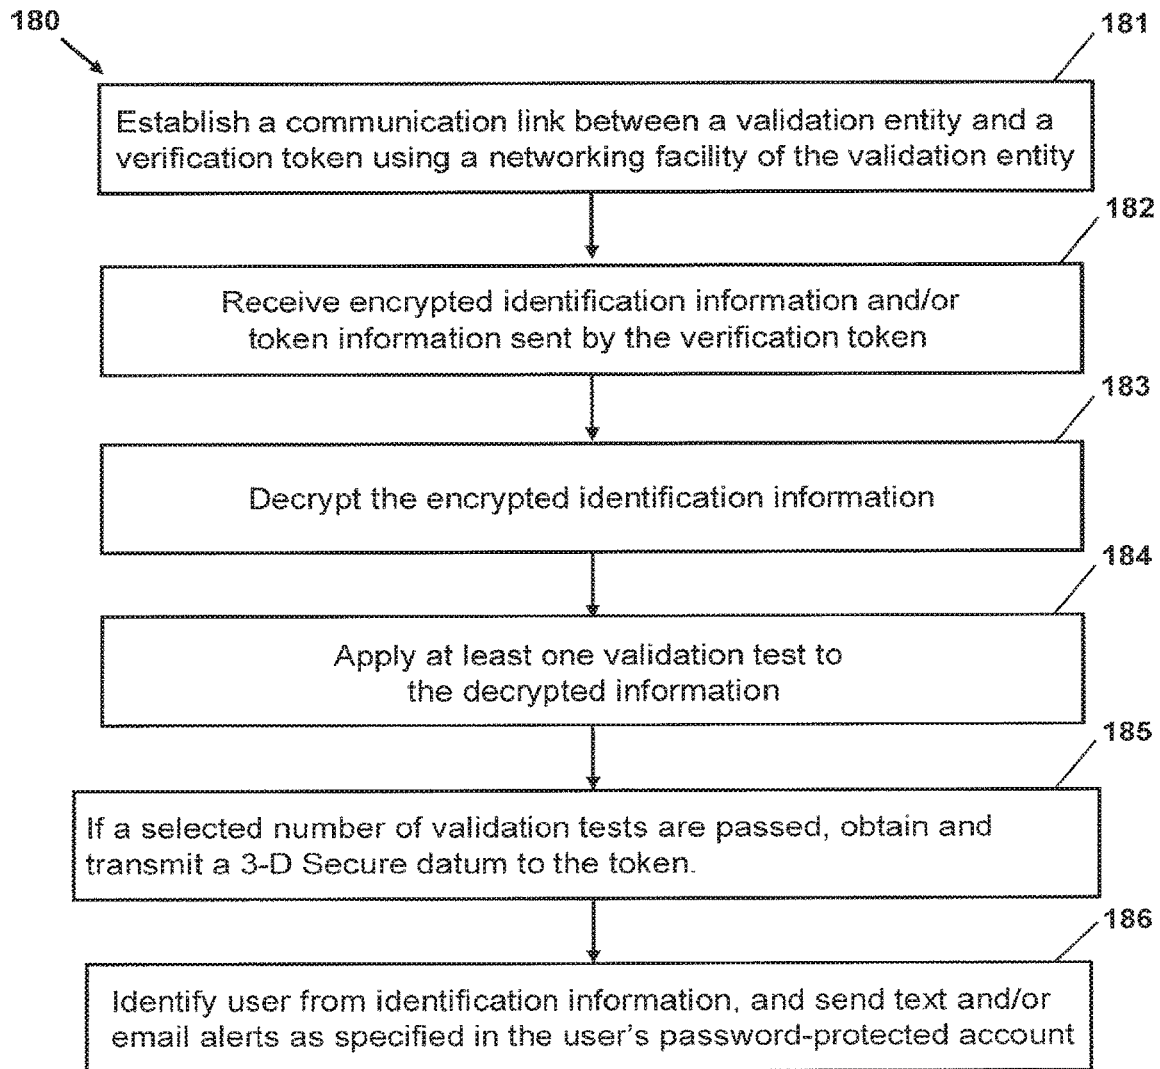 180
181
Establish a communication link between a validation entity and a
verification token using a networking facility of the validation entity
182
Receive encrypted identification information and/or
token information sent by the verification token
183
Decrypt the encrypted identification information
184
Apply at least one validation test to
the decrypted information
185
If a selected number of validation tests are passed, obtain and
transmit a 3-D Secure datum to the token.
186
Identify user from identification information, and send text and/or
email alerts as specified in the user's password-protected account